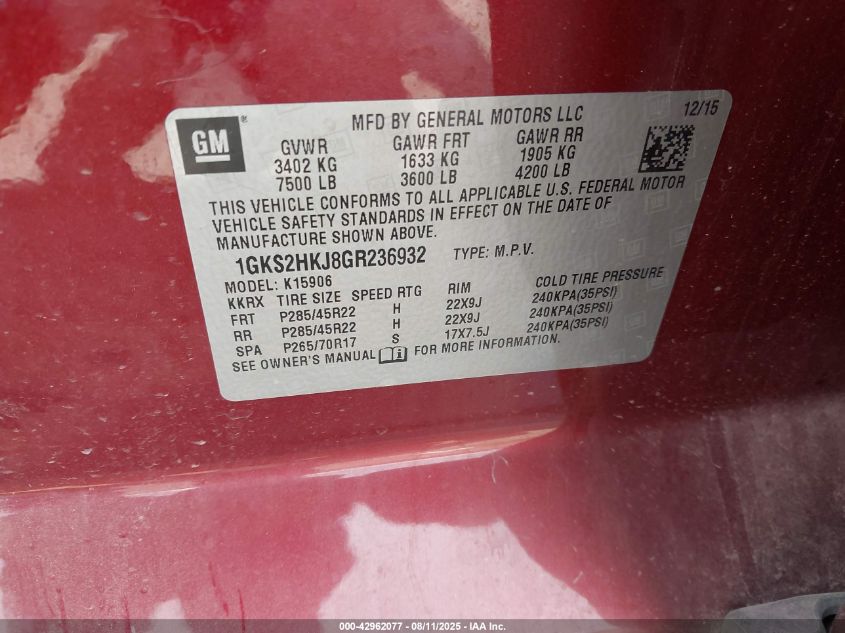 GM ®
MFD BY GENERAL MOTORS LLC 12/15
GVWR GAWR FRT GAWR RR
3402 KG 1633 KG 1905 KG
7500 LB 3600 LB 4200 LB
THIS VEHICLE CONFORMS TO ALL APPLICABLE U.S. FEDERAL MOTOR
VEHICLE SAFETY STANDARDS IN EFFECT ON THE DATE OF
MANUFACTURE SHOWN ABOVE.
1GKS2HKJ8GR236932 TYPE: M.P.V.
MODEL: K15906
KKRX TIRE SIZE SPEED RTG RIM COLD TIRE PRESSURE
FRT P285/45R22 H 22X9J 240KPA(35PSI)
RR P285/45R22 H 22X9J 240KPA(35PSI)
SPA P265/70R17 S 17X7.5J 240KPA(35PSI)
SEE OWNER'S MANUAL FOR MORE INFORMATION.
000-42962077 - 08/11/2025 - IAA Inc.